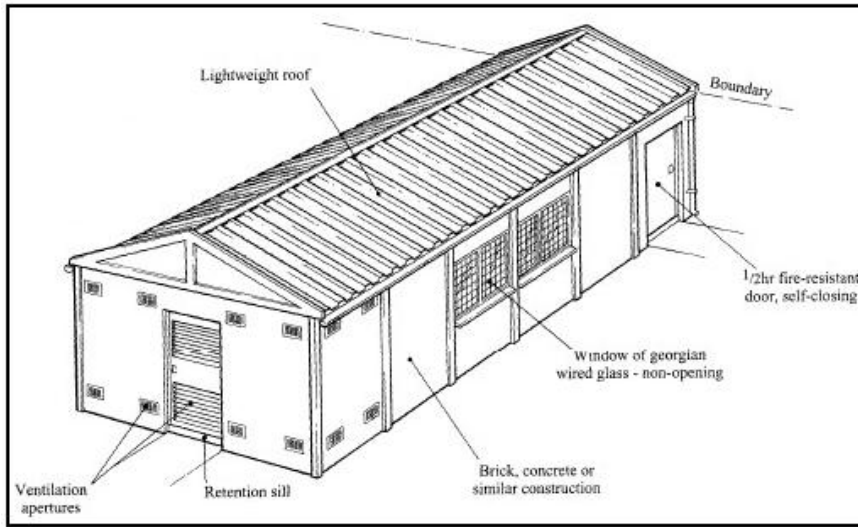 Lightweight roof
Boundary
1/2hr fire-resistant
door, self-closing
Window of georgian
wired glass - non-opening
Brick, concrete or
similar construction
Ventilation
apertures
Retention sill